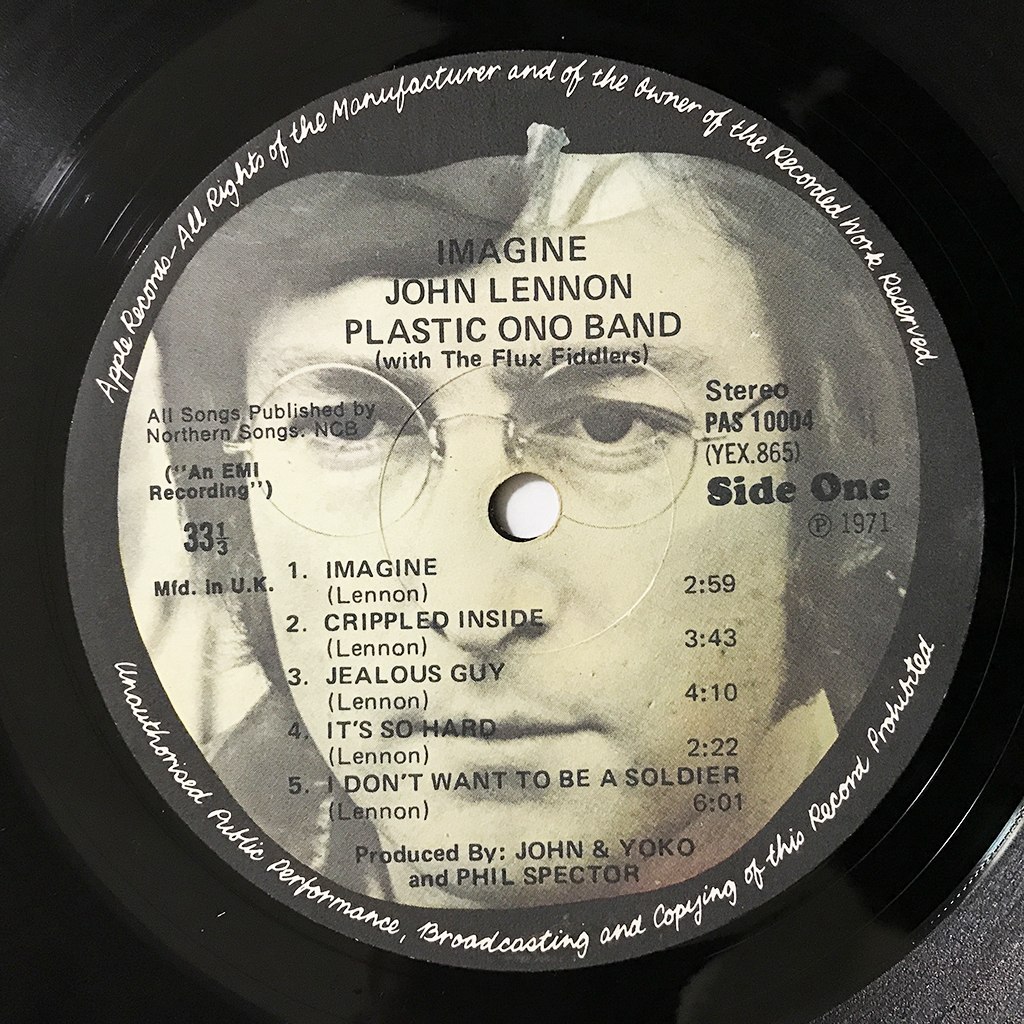 Apple Records - All Rights of the Manufacturer and of the Owner of the Recorded Work Reserved
IMAGINE
JOHN LENNON
PLASTIC ONO BAND
(with The Flux Fiddlers)
All Songs Published by
Northern Songs. NCB
("An EMI
Recording")
33⅓
Mfd. in U.K.
Stereo
PAS 10004
(YEX.865)
Side One
℗ 1971
1. IMAGINE
(Lennon) 2:59
2. CRIPPLED INSIDE
(Lennon) 3:43
3. JEALOUS GUY
(Lennon) 4:10
4. IT'S SO HARD
(Lennon) 2:22
5. I DON'T WANT TO BE A SOLDIER
(Lennon) 6:01
Produced By: JOHN & YOKO
and PHIL SPECTOR
Unauthorised Public Performance, Broadcasting and Copying of this Record Prohibited